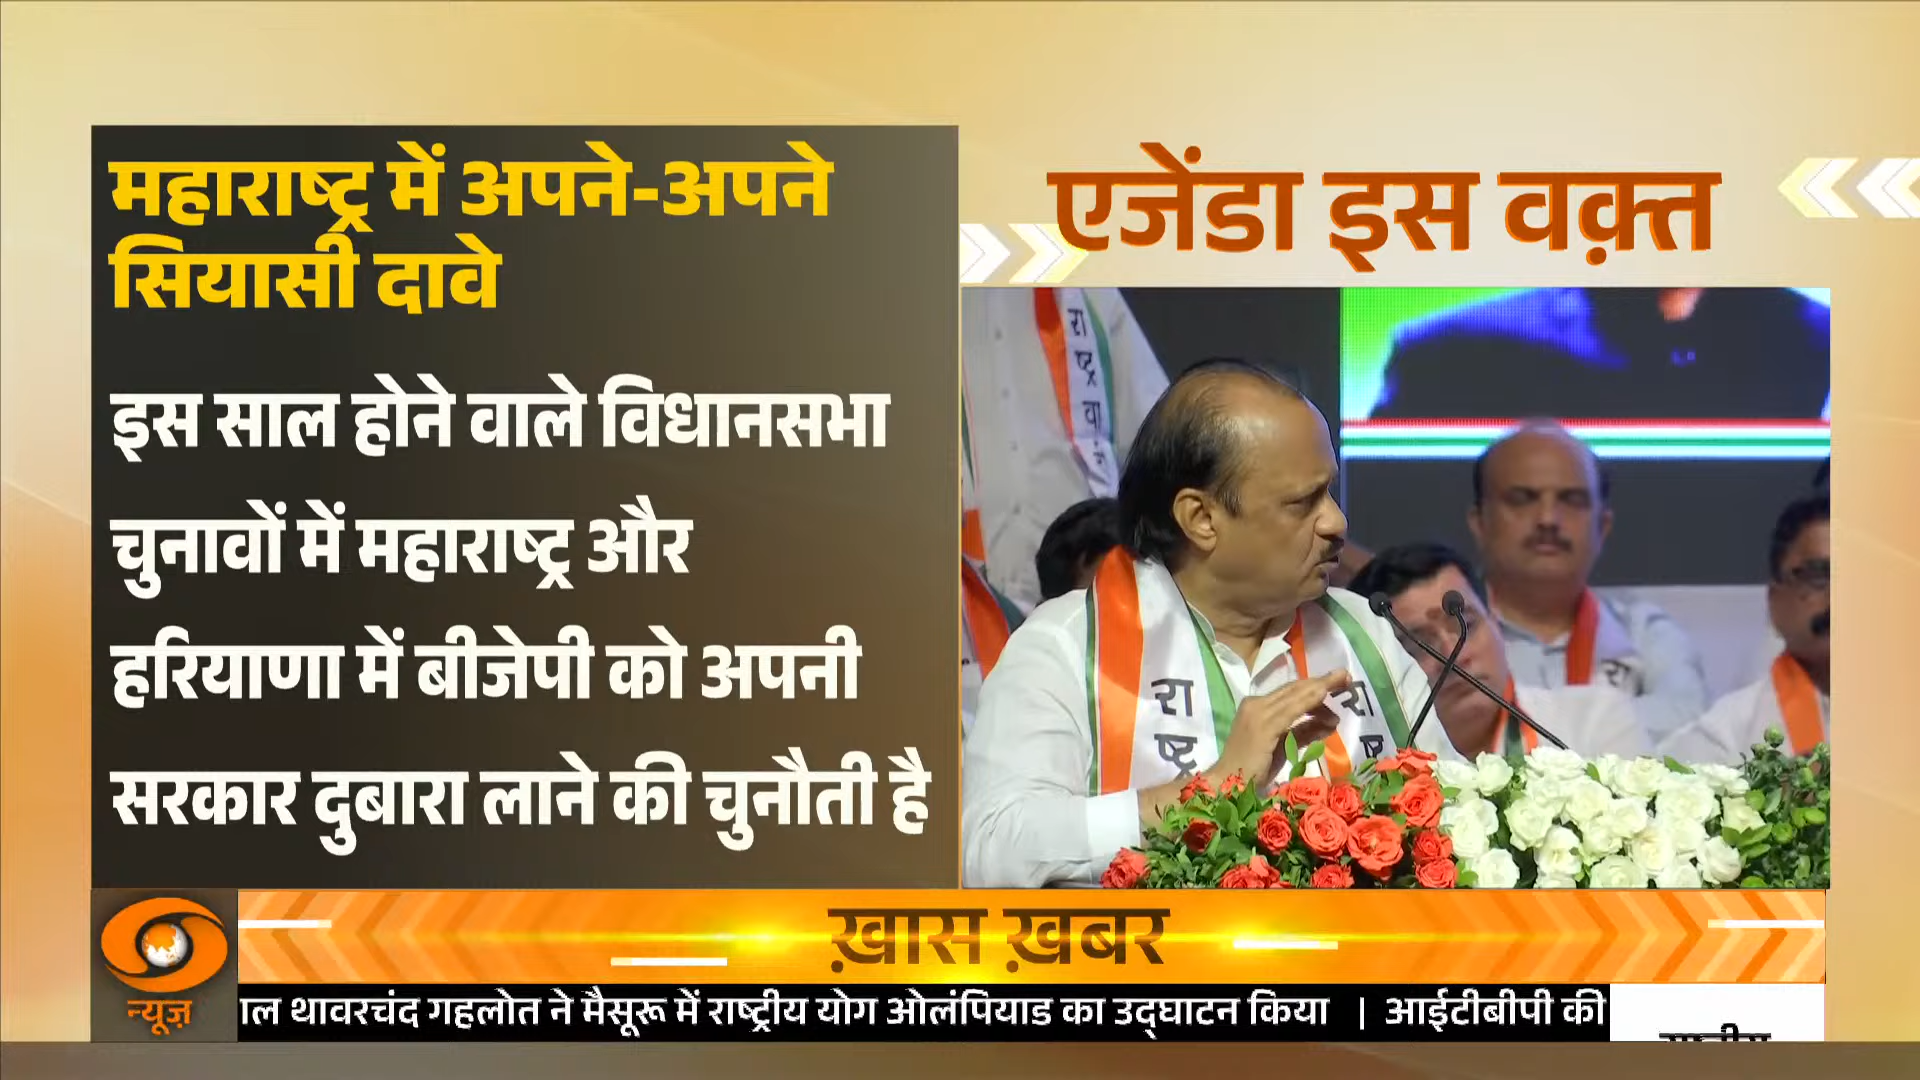 महाराष्ट्र में अपने-अपने
सियासी दावे
इस साल होने वाले विधानसभा
चुनावों में महाराष्ट्र और
हरियाणा में बीजेपी को अपनी
सरकार दुबारा लाने की चुनौती है
एजेंडा इस वक़्त
रा
ष्ट्र
वा
रा
ष्ट्र
रा
ष्ट्र
रा
ख़ास ख़बर
न्यूज़
ाल थावरचंद गहलोत ने मैसूरू में राष्ट्रीय योग ओलंपियाड का उद्घाटन किया | आईटीबीपी की